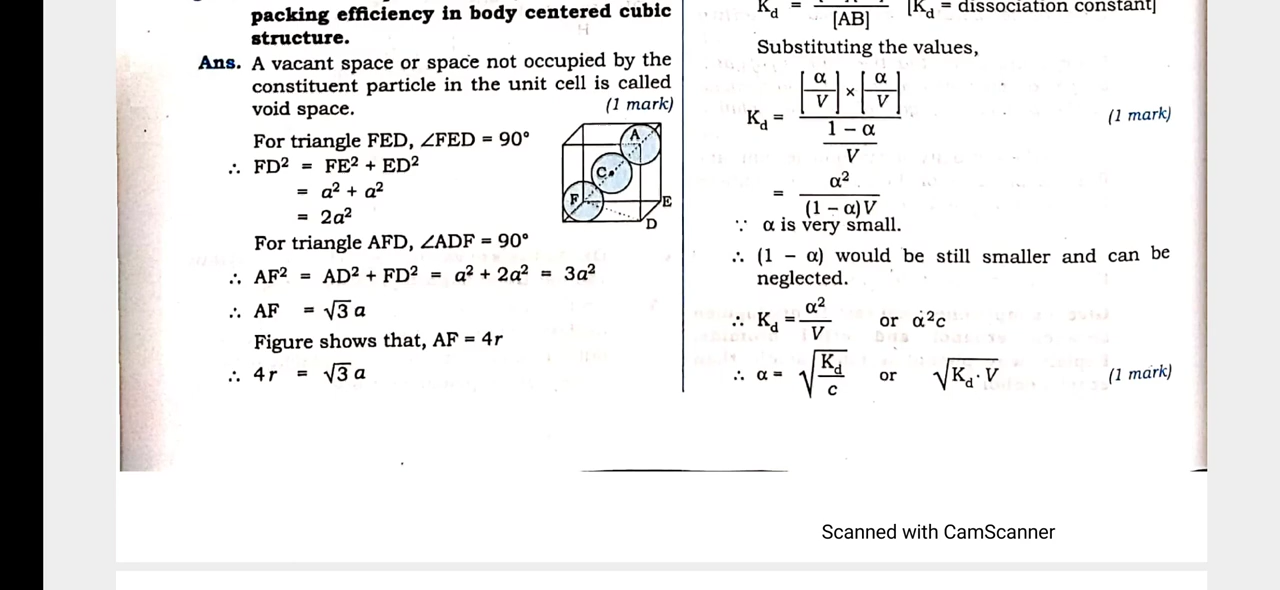 packing efficiency in body centered cubic
structure.
Ans. A vacant space or space not occupied by the
constituent particle in the unit cell is called
void space. (1 mark)
For triangle FED, ∠FED = 90°
∴ FD² = FE² + ED²
= a² + a²
= 2a²
A
C
F
E
D
For triangle AFD, ∠ADF = 90°
∴ AF² = AD² + FD² = a² + 2a² = 3a²
∴ AF = √3 a
Figure shows that, AF = 4r
∴ 4r = √3 a
K_d = / [AB] [K_d = dissociation constant]
Substituting the values,
K_d = [α/V] × [α/V] / (1 − α / V) (1 mark)
= α² / (1 − α)V
∵ α is very small.
∴ (1 − α) would be still smaller and can be
neglected.
∴ K_d = α²/V or α²c
∴ α = √(K_d/c) or √(K_d · V) (1 mark)
Scanned with CamScanner